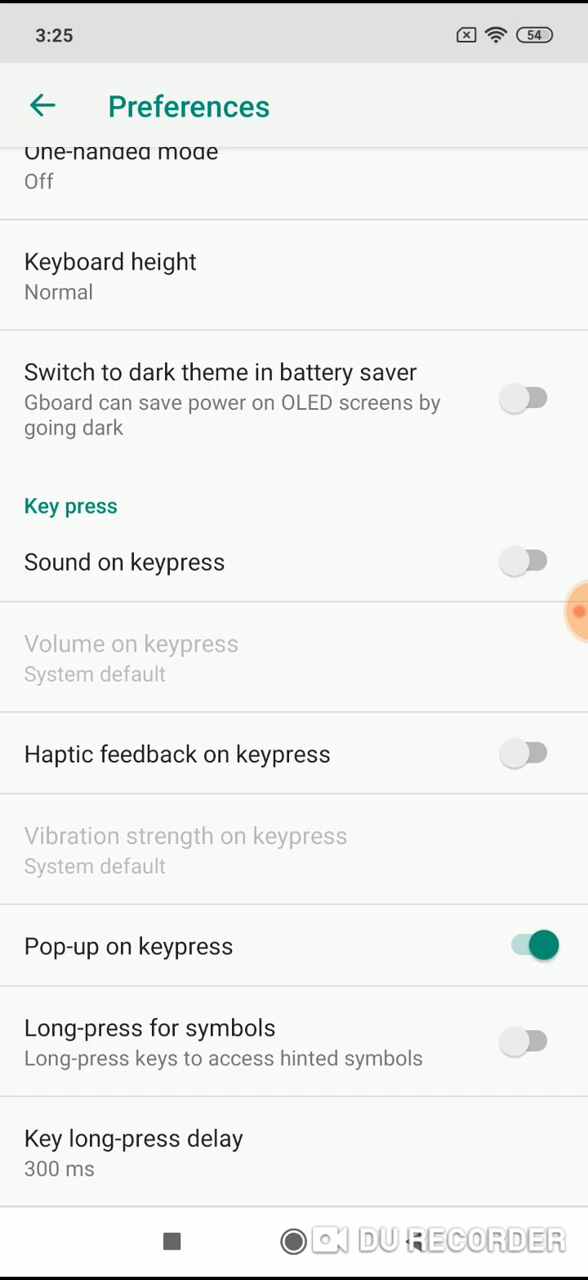 3:25
54
Preferences
One-handed mode
Off
Keyboard height
Normal
Switch to dark theme in battery saver
Gboard can save power on OLED screens by
going dark
Key press
Sound on keypress
Volume on keypress
System default
Haptic feedback on keypress
Vibration strength on keypress
System default
Pop-up on keypress
Long-press for symbols
Long-press keys to access hinted symbols
Key long-press delay
300 ms
DU RECORDER